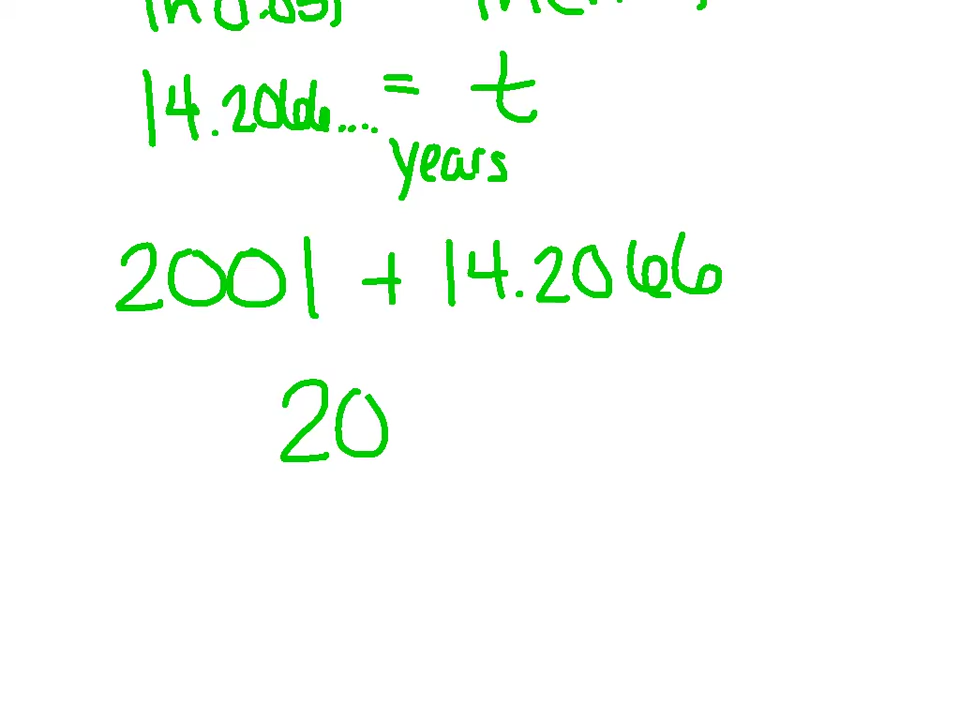 14.2066.... = t
years
2001 + 14.2066
20